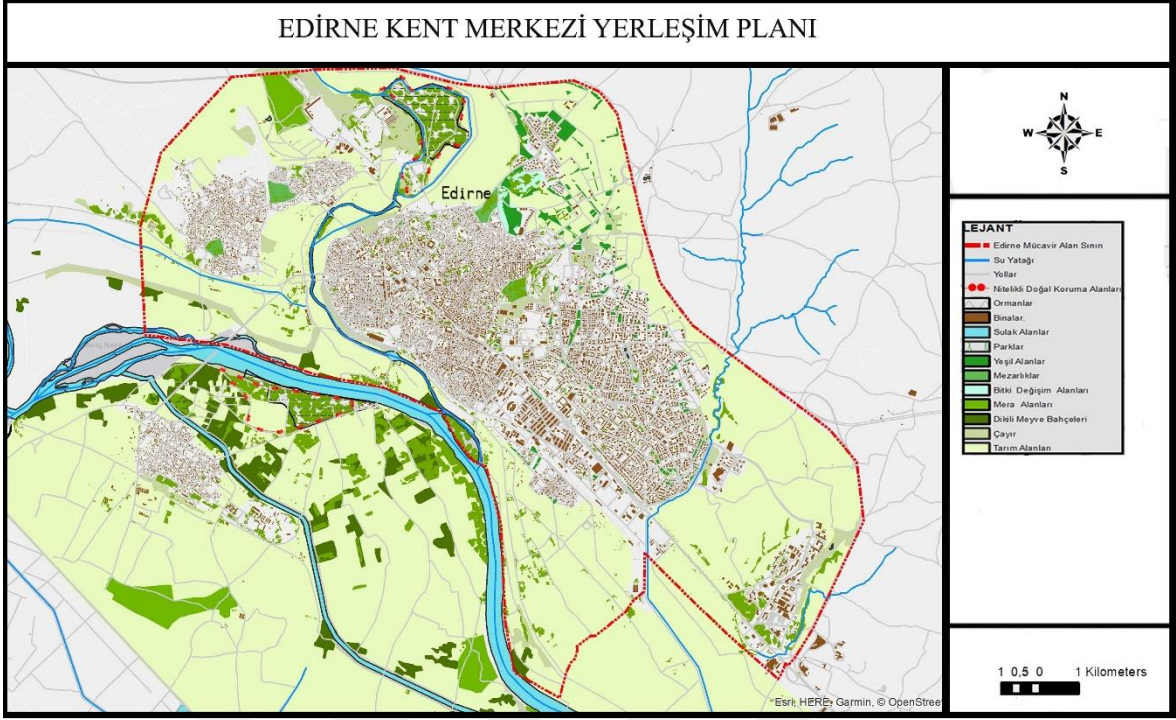 EDİRNE KENT MERKEZİ YERLEŞİM PLANI
Edirne
Esri, HERE, Garmin, © OpenStreet
N
W E
S
LEJANT
Edirne Mücavir Alan Sınırı
Su Yatağı
Yollar
Nitelikli Doğal Koruma Alanları
Ormanlar
Binalar.
Sulak Alanlar
Parklar
Yeşil Alanlar
Mezarlıklar
Bitki Değişim Alanları
Mera Alanları
Dikili Meyve Bahçeleri
Çayır
Tarım Alanları
1 0,5 0 1 Kilometers